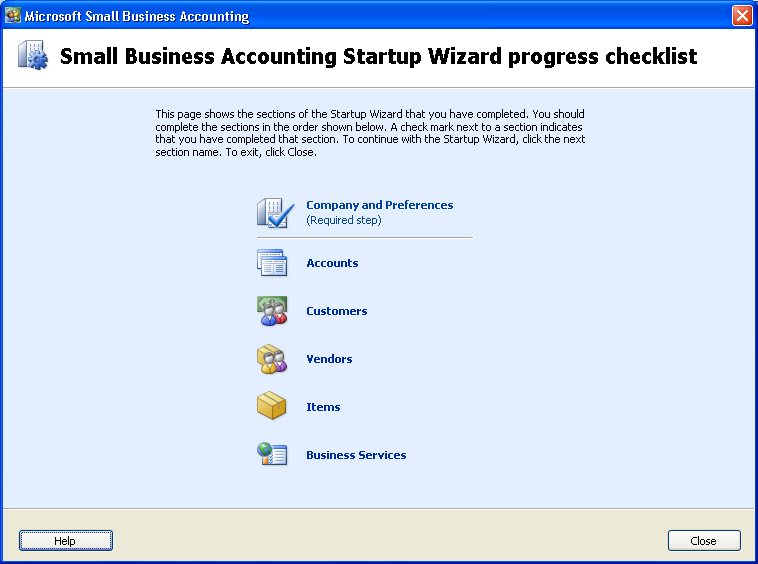 Microsoft Small Business Accounting
Small Business Accounting Startup Wizard progress checklist
This page shows the sections of the Startup Wizard that you have completed. You should
complete the sections in the order shown below. A check mark next to a section indicates
that you have completed that section. To continue with the Startup Wizard, click the next
section name. To exit, click Close.
Company and Preferences
(Required step)
Accounts
Customers
Vendors
Items
Business Services
Help
Close